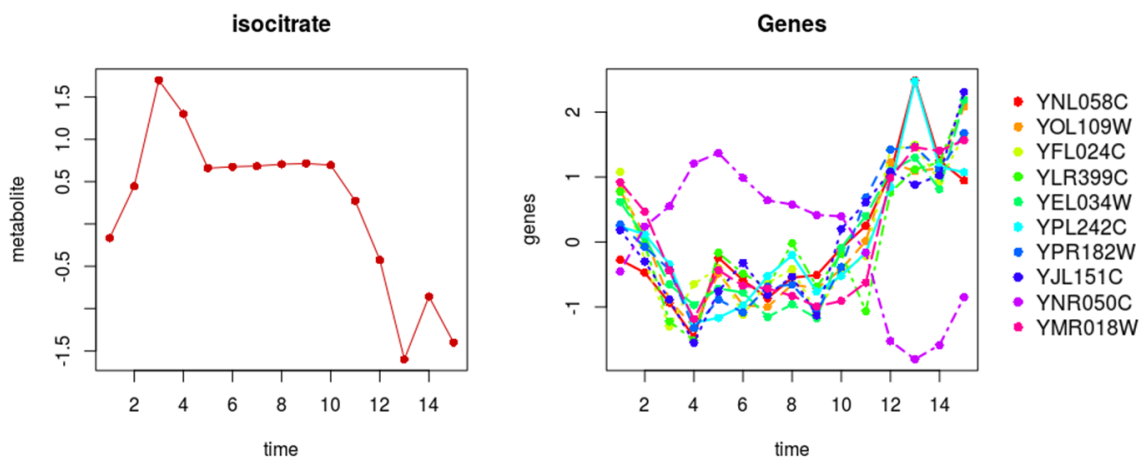 isocitrate
metabolite
1.5
1.0
0.5
-0.5
-1.5
2 4 6 8 10 12 14
time
Genes
genes
2
1
0
-1
2 4 6 8 10 12 14
time
YNL058C
YOL109W
YFL024C
YLR399C
YEL034W
YPL242C
YPR182W
YJL151C
YNR050C
YMR018W